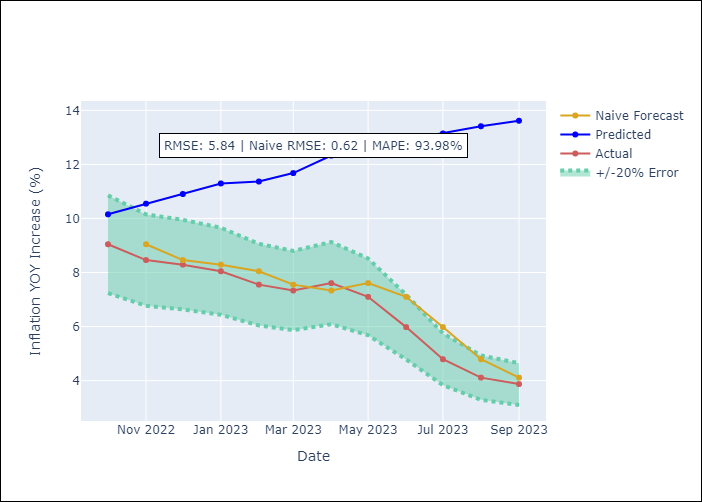 14
12
10
8
6
4
Inflation YOY Increase (%)
RMSE: 5.84 | Naive RMSE: 0.62 | MAPE: 93.98%
Nov 2022
Jan 2023
Mar 2023
May 2023
Jul 2023
Sep 2023
Date
Naive Forecast
Predicted
Actual
+/-20% Error